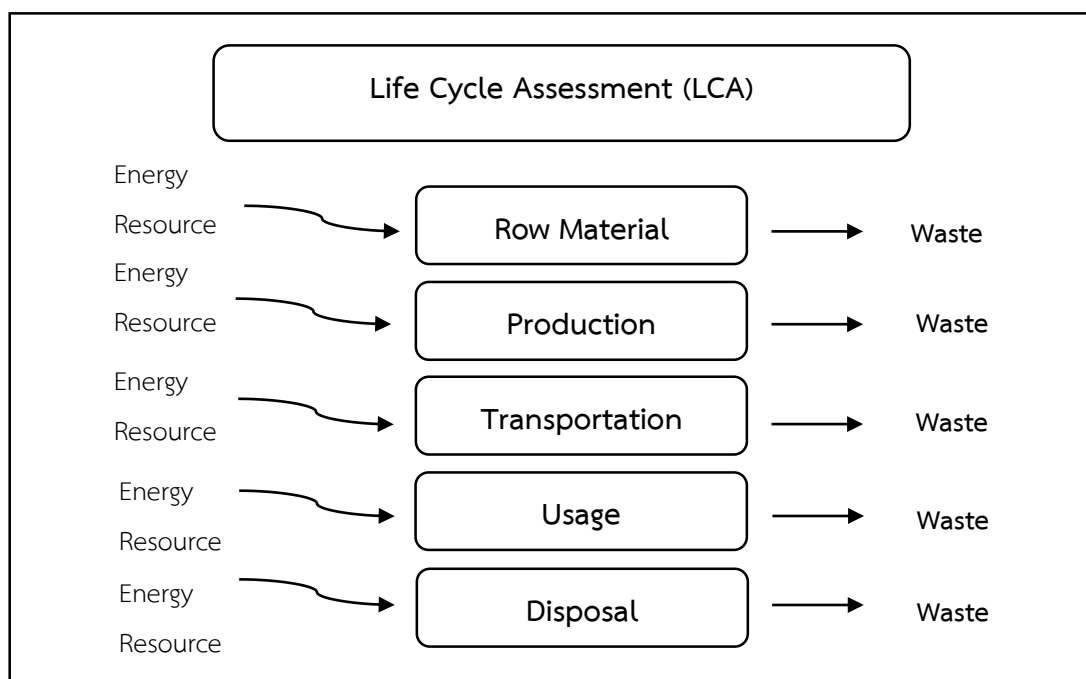 Life Cycle Assessment (LCA)
Energy
Resource
Row Material
Waste
Energy
Resource
Production
Waste
Energy
Resource
Transportation
Waste
Energy
Resource
Usage
Waste
Energy
Resource
Disposal
Waste